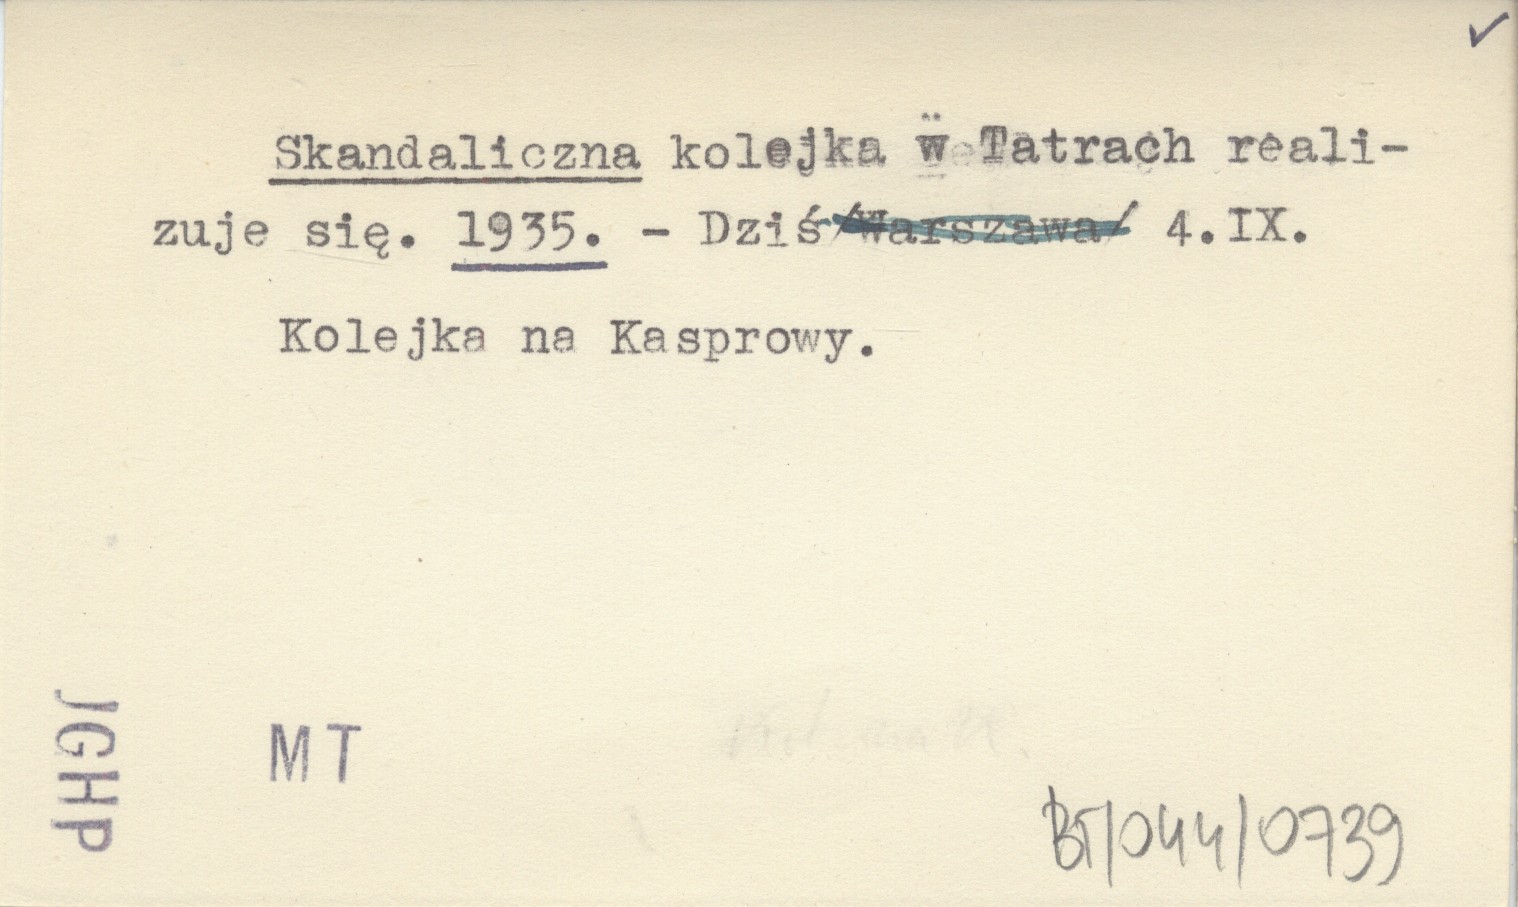 Skandaliczna kolejka w Tatrach reali-
zuje się. 1935. - Dziś /Warszawa/ 4.IX.
Kolejka na Kasprowy.
JGHP
MT
BT/044/0739